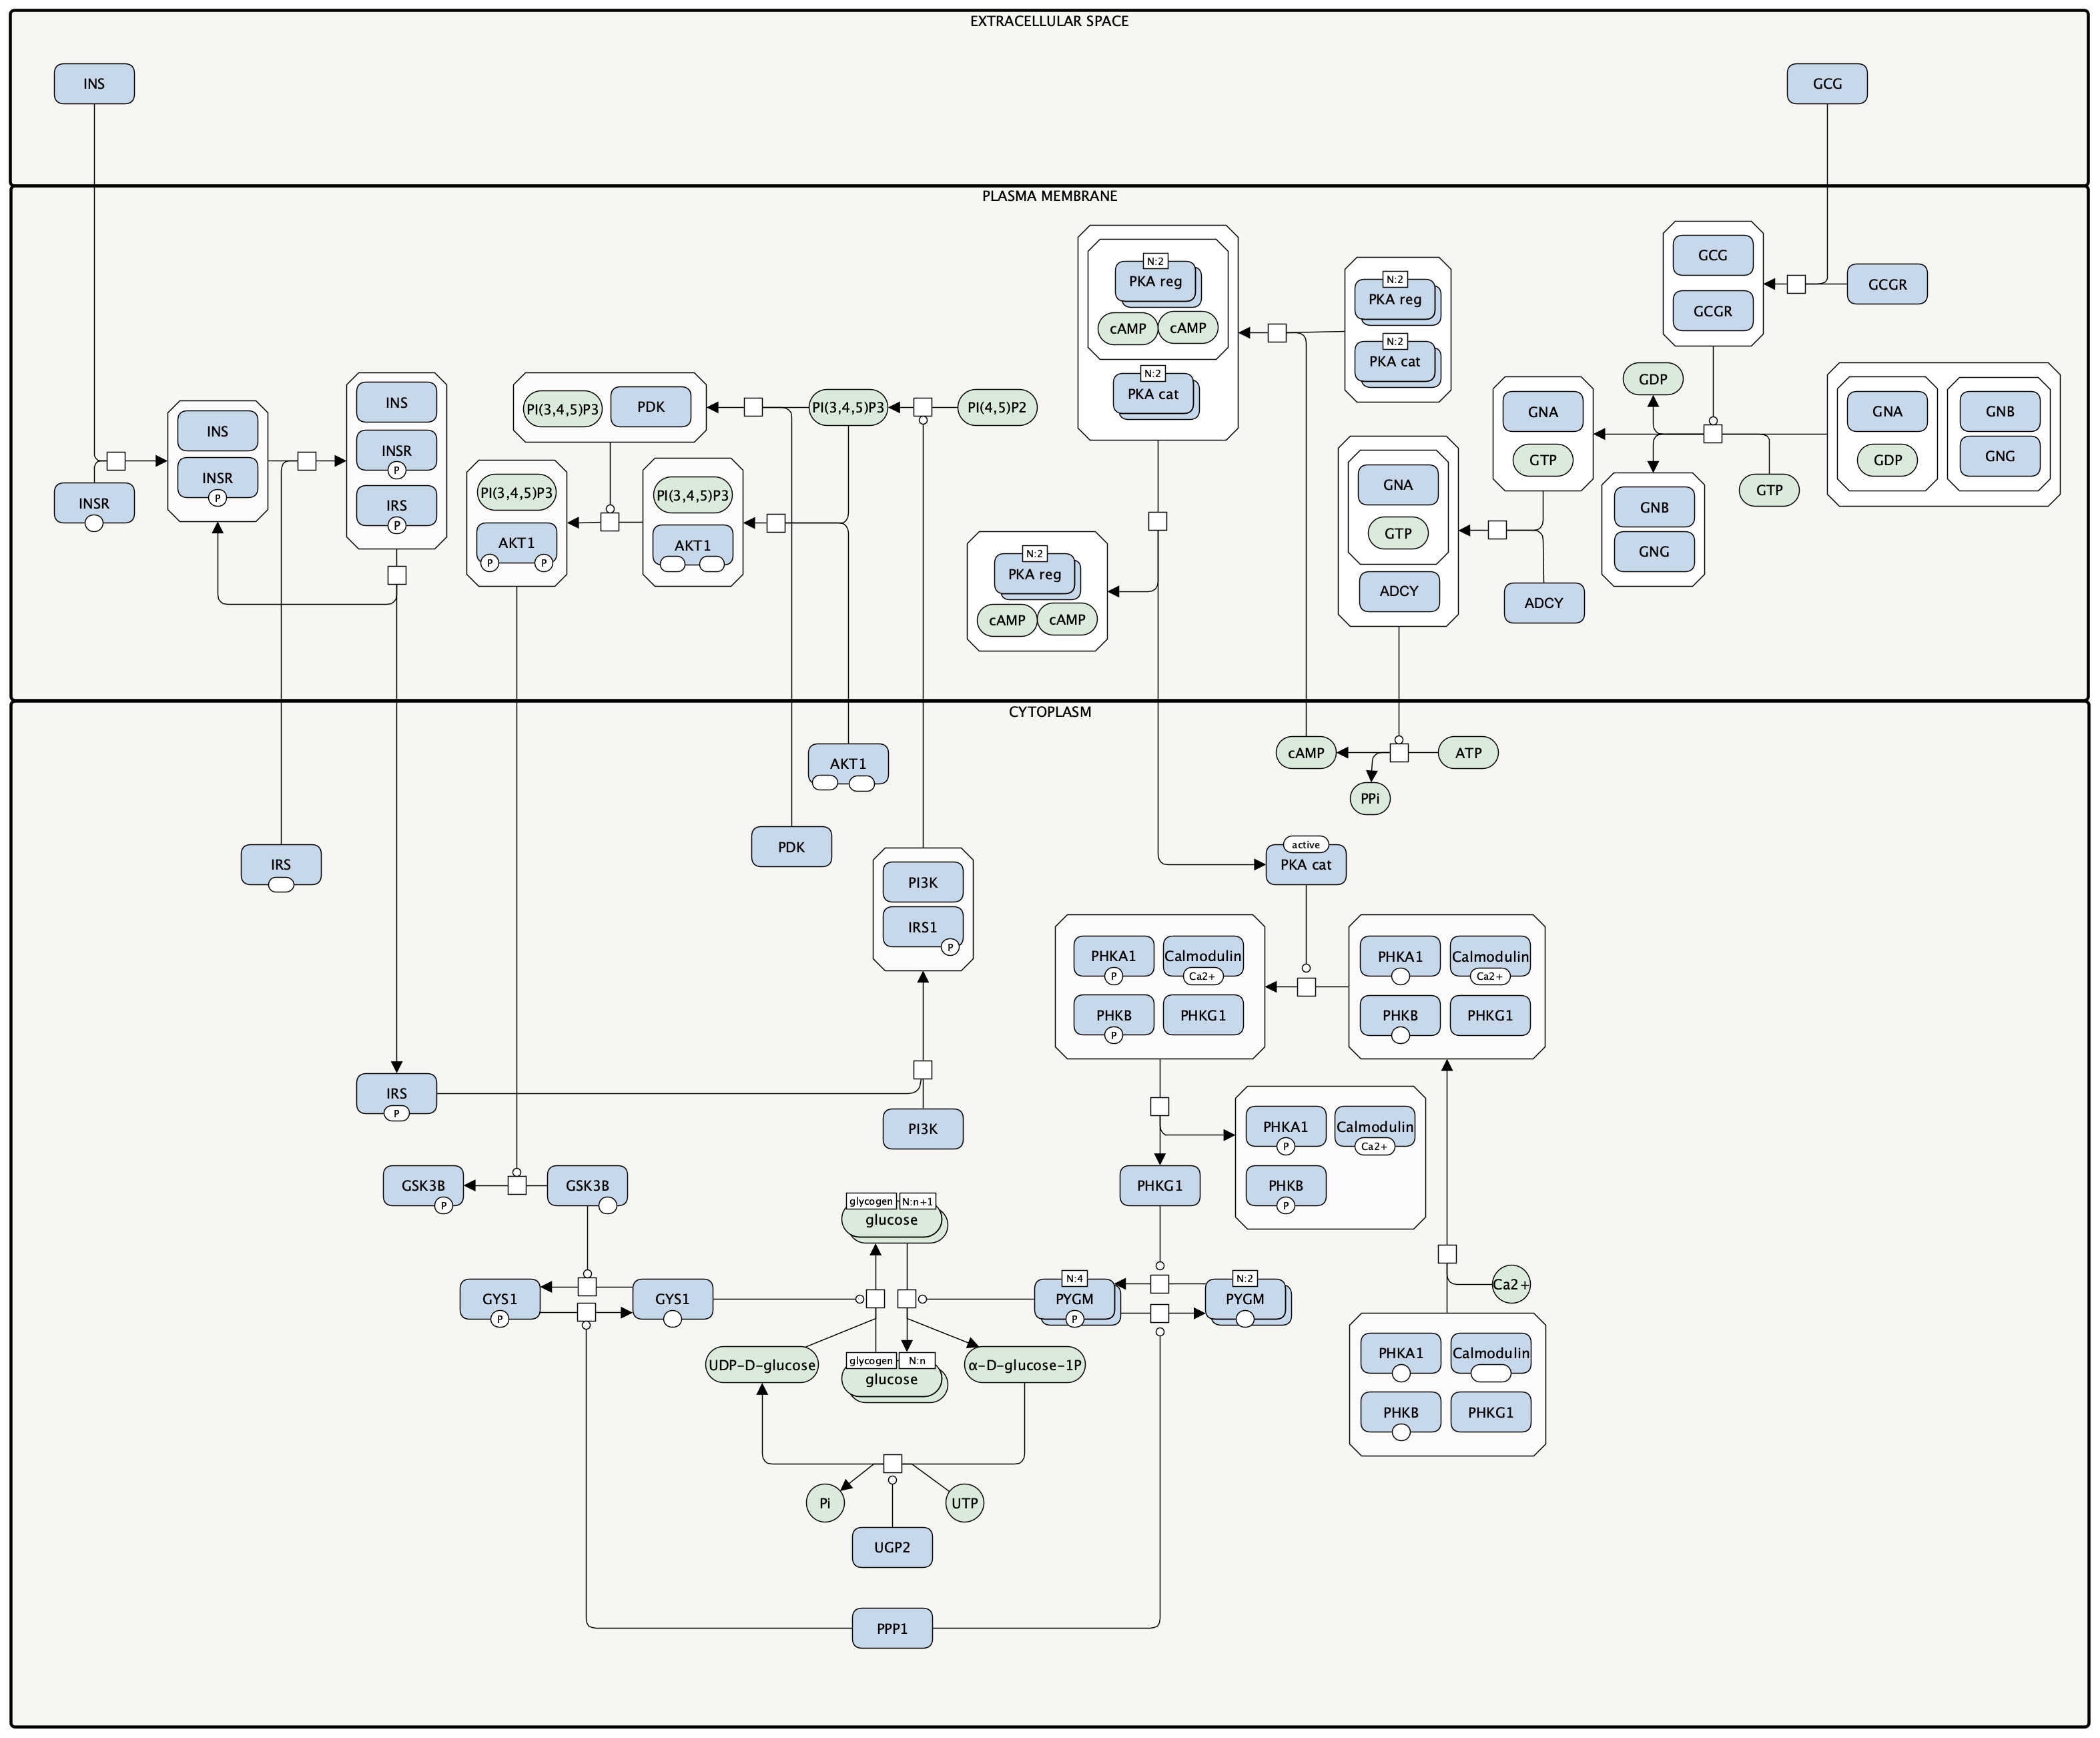 EXTRACELLULAR SPACE
INS
GCG
PLASMA MEMBRANE
GCG
GCGR
GCGR
N:2
PKA reg
cAMP
cAMP
N:2
PKA cat
N:2
PKA reg
N:2
PKA cat
INS
INSR
P
IRS
P
INS
INSR
P
INSR
PI(3,4,5)P3
PDK
PI(3,4,5)P3
PI(4,5)P2
PI(3,4,5)P3
AKT1
P
P
PI(3,4,5)P3
AKT1
GDP
GNA
GTP
GNA
GDP
GNB
GNG
GTP
GNB
GNG
GNA
GTP
ADCY
ADCY
N:2
PKA reg
cAMP
cAMP
CYTOPLASM
AKT1
cAMP
ATP
PPi
PDK
IRS
active
PKA cat
PI3K
IRS1
P
PHKA1
P
Calmodulin
Ca2+
PHKB
P
PHKG1
PHKA1
Calmodulin
Ca2+
PHKB
PHKG1
IRS
P
PI3K
PHKA1
P
Calmodulin
Ca2+
PHKB
P
GSK3B
P
GSK3B
PHKG1
glycogen
N:n+1
glucose
GYS1
P
GYS1
N:4
PYGM
P
N:2
PYGM
Ca2+
UDP-D-glucose
glycogen
N:n
glucose
α-D-glucose-1P
PHKA1
Calmodulin
PHKB
PHKG1
Pi
UTP
UGP2
PPP1